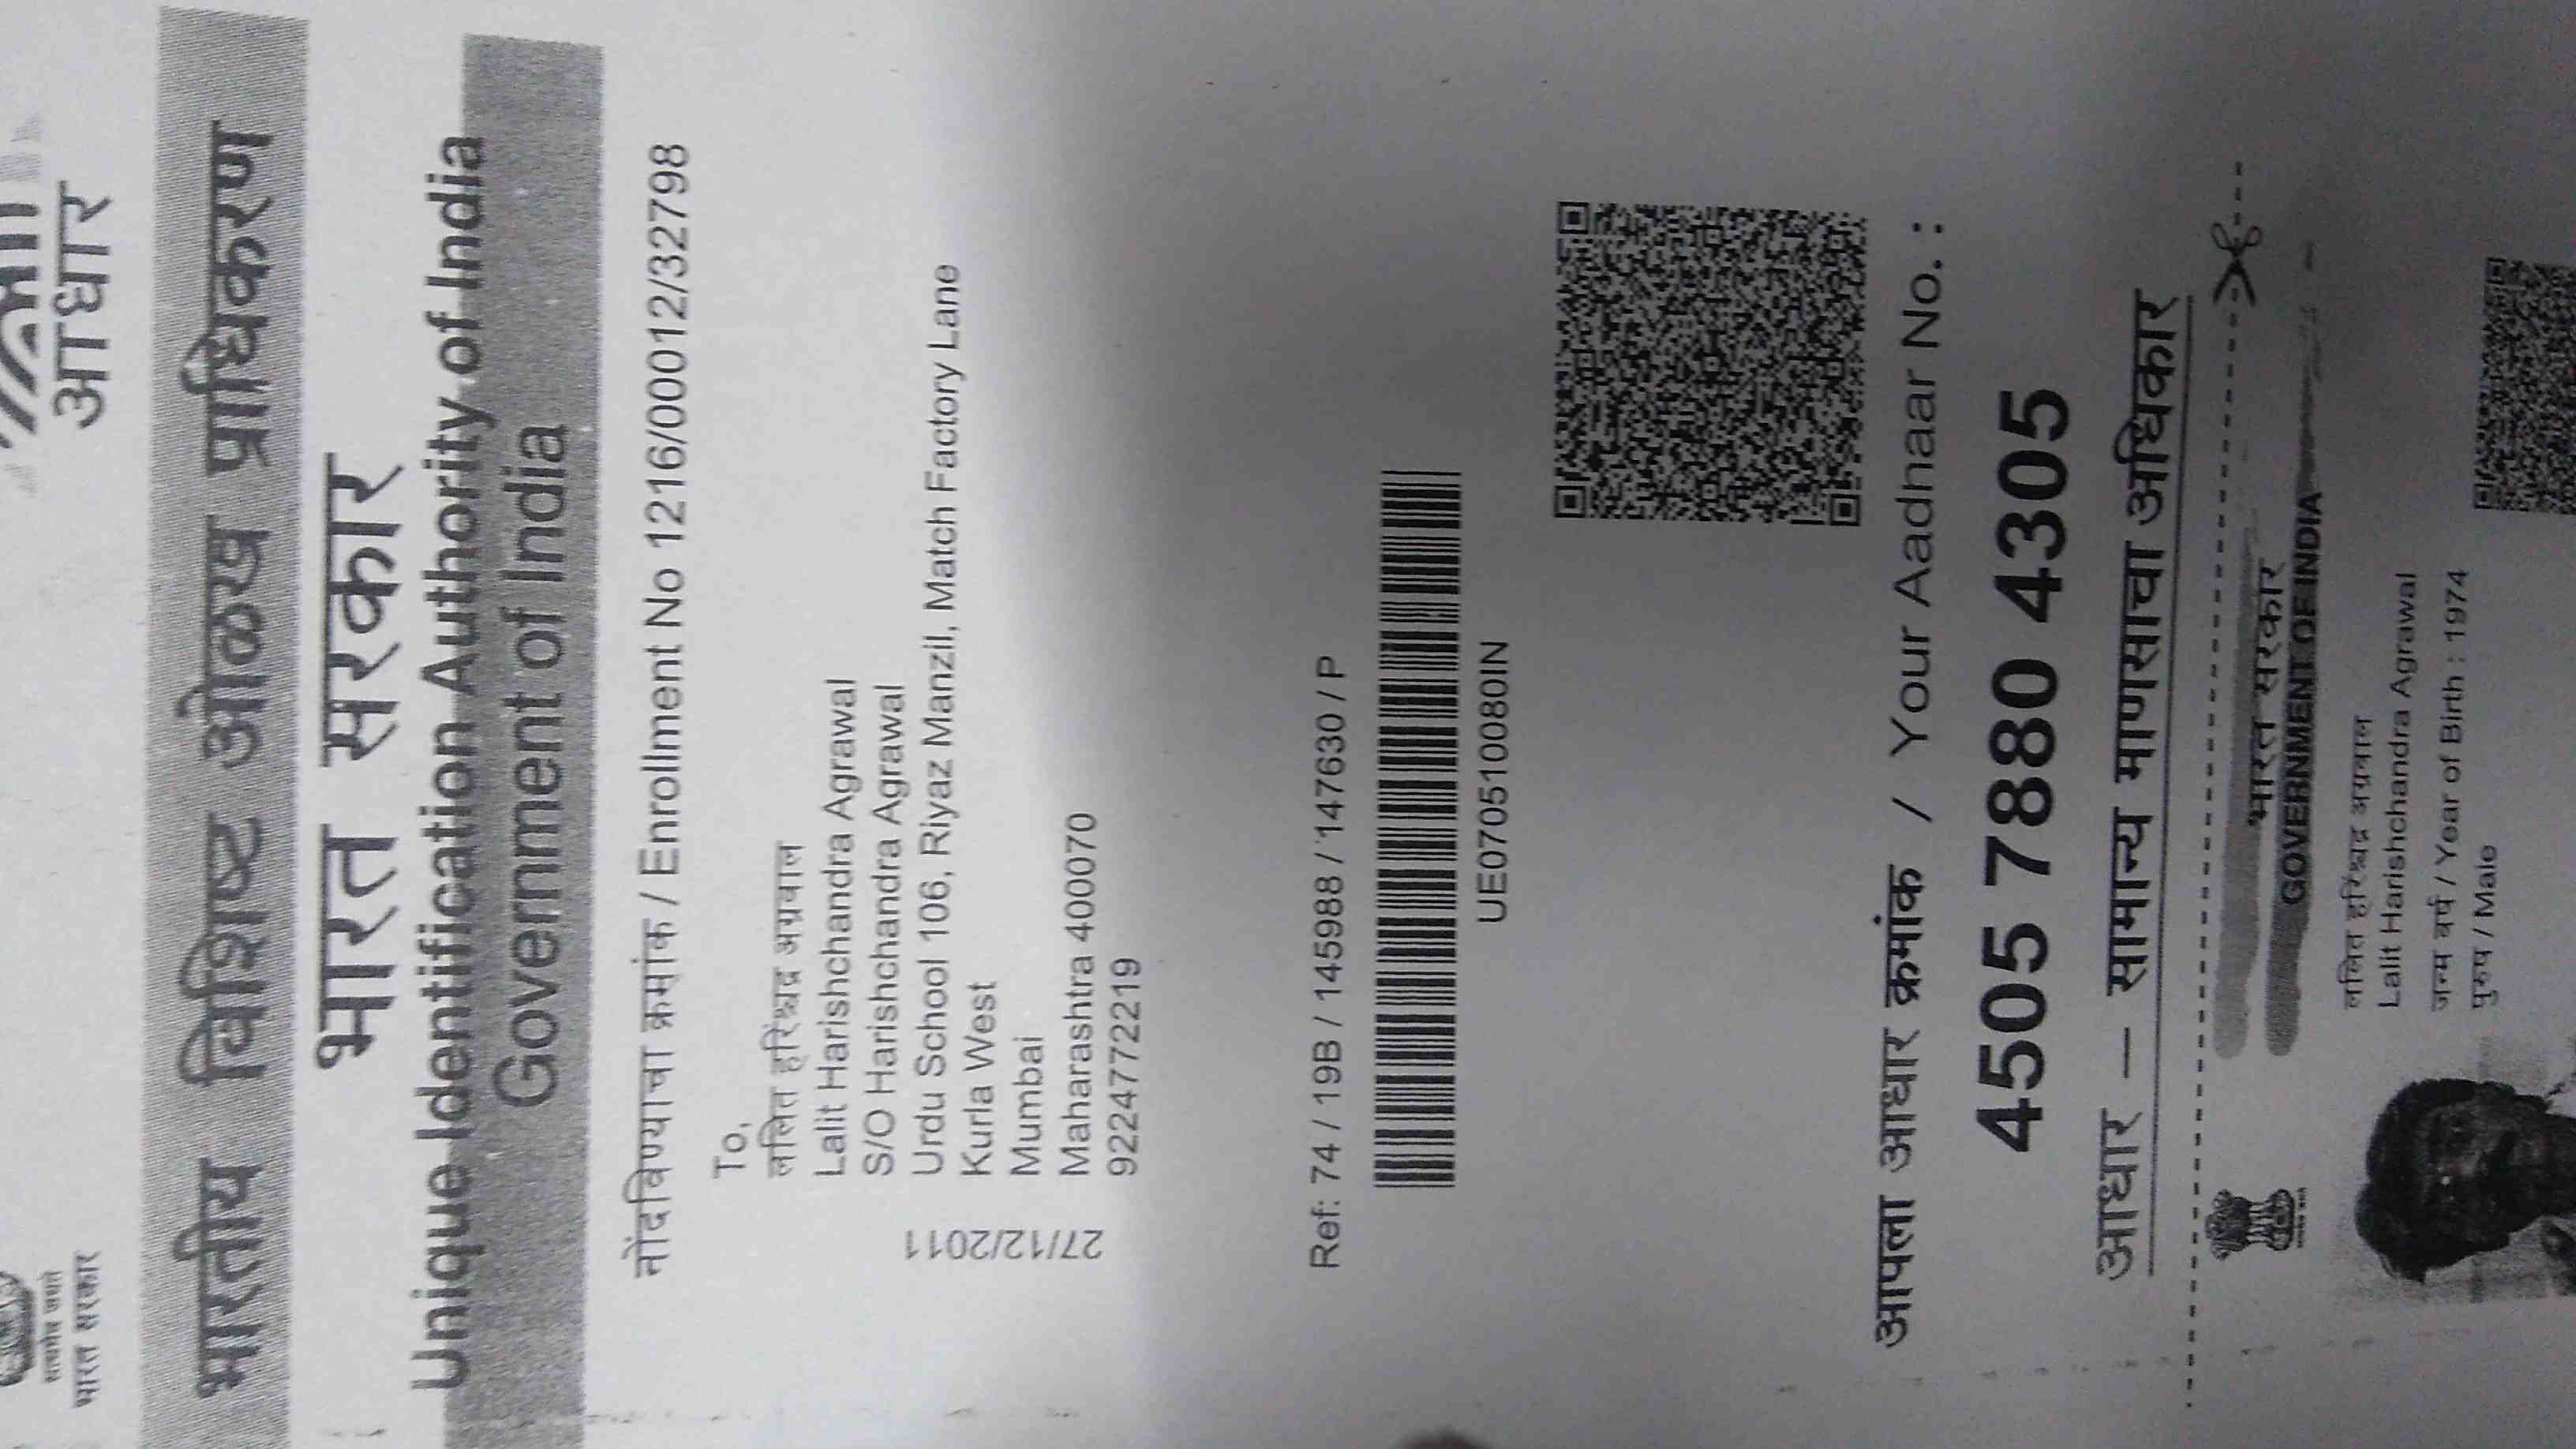 सत्यमेव जयते
भारत सरकार
आधार
भारतीय विशिष्ट ओळख प्राधिकरण
भारत सरकार
Unique Identification Authority of India
Government of India
नोंदविण्याचा क्रमांक / Enrollment No 1216/00012/32798
To,
ललित हरिश्चंद्र अग्रवाल
Lalit Harishchandra Agrawal
S/O Harishchandra Agrawal
Urdu School 106, Riyaz Manzil, Match Factory Lane
Kurla West
Mumbai
Maharashtra 400070
9224772219
27/12/2011
Ref: 74 / 19B / 145988 / 147630 / P
UE070510080IN
आपला आधार क्रमांक / Your Aadhaar No. :
4505 7880 4305
आधार – सामान्य माणसाचा अधिकार
भारत सरकार
GOVERNMENT OF INDIA
ललित हरिश्चंद्र अग्रवाल
Lalit Harishchandra Agrawal
जन्म वर्ष / Year of Birth : 1974
पुरुष / Male